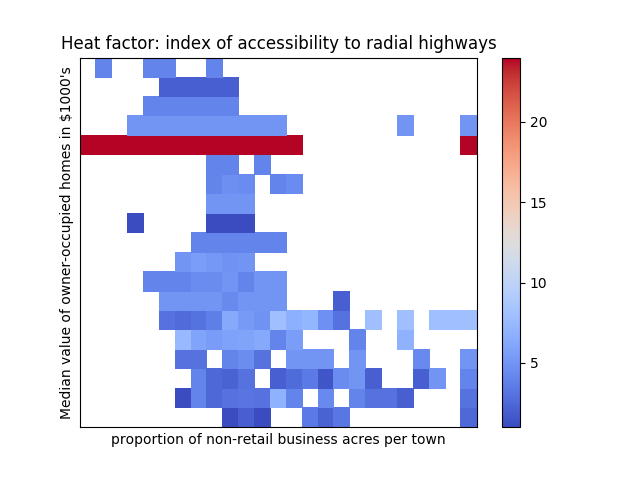 Heat factor: index of accessibility to radial highways
Median value of owner-occupied homes in $1000's
20
15
10
5
proportion of non-retail business acres per town